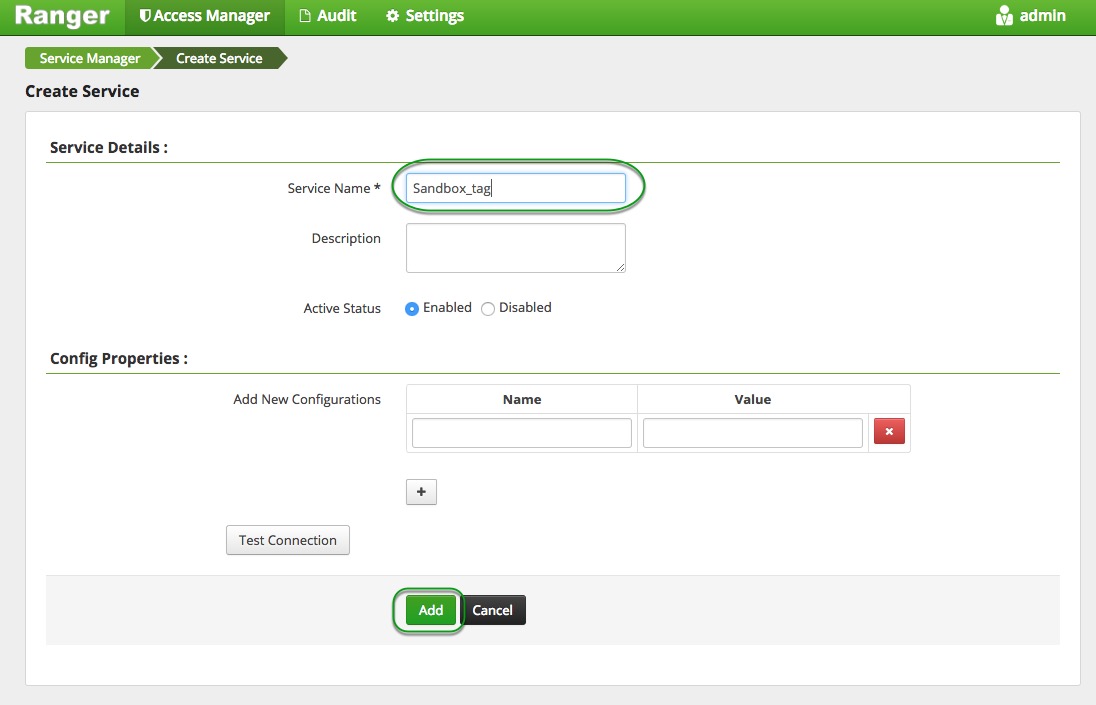 Ranger Access Manager Audit Settings admin
Service Manager Create Service
Create Service
Service Details :
Service Name * Sandbox_tag
Description
Active Status Enabled Disabled
Config Properties :
Add New Configurations Name Value
+
Test Connection
Add Cancel